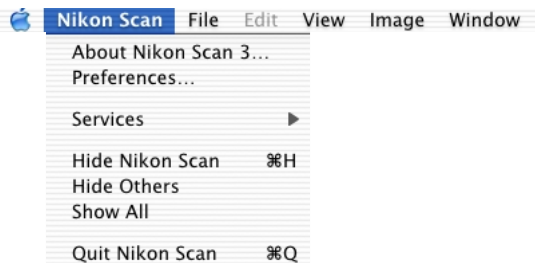 Nikon Scan File Edit View Image Window
About Nikon Scan 3...
Preferences...
Services
Hide Nikon Scan ⌘H
Hide Others
Show All
Quit Nikon Scan ⌘Q